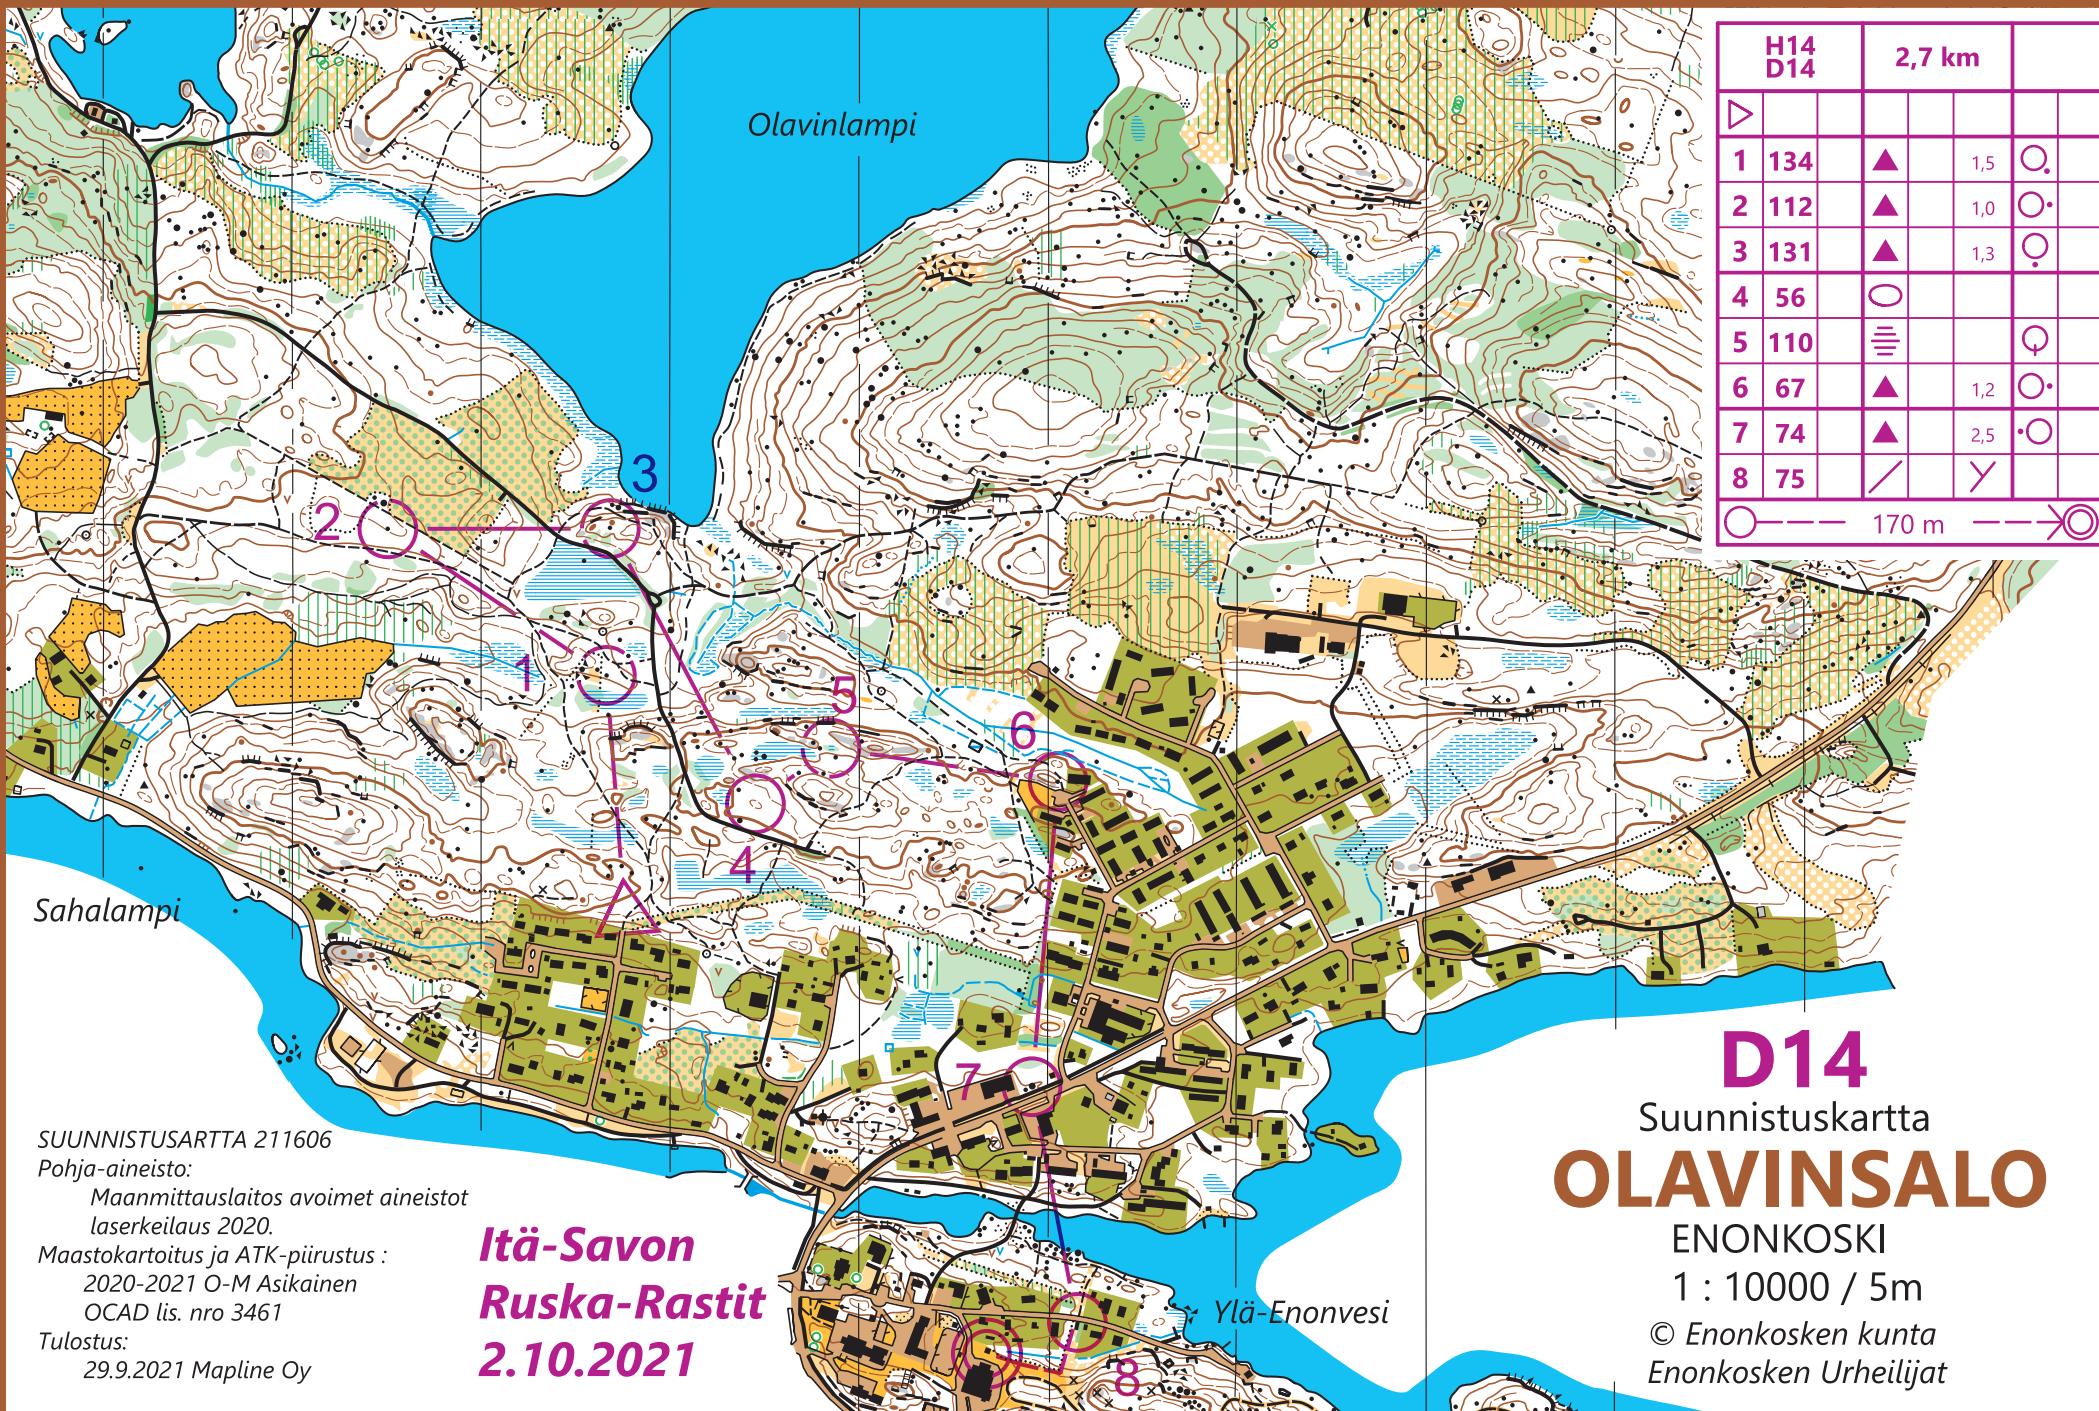 Olavinlampi
H14
D14
2,7 km
1 134 1,5
2 112 1,0
3 131 1,3
4 56
5 110
6 67 1,2
7 74 2,5
8 75
170 m
3
2
1
5
6
4
7
8
Sahalampi
Ylä-Enonvesi
SUUNNISTUSARTTA 211606
Pohja-aineisto:
Maanmittauslaitos avoimet aineistot
laserkeilaus 2020.
Maastokartoitus ja ATK-piirustus :
2020-2021 O-M Asikainen
OCAD lis. nro 3461
Tulostus:
29.9.2021 Mapline Oy
Itä-Savon
Ruska-Rastit
2.10.2021
D14
Suunnistuskartta
OLAVINSALO
ENONKOSKI
1 : 10000 / 5m
© Enonkosken kunta
Enonkosken Urheilijat